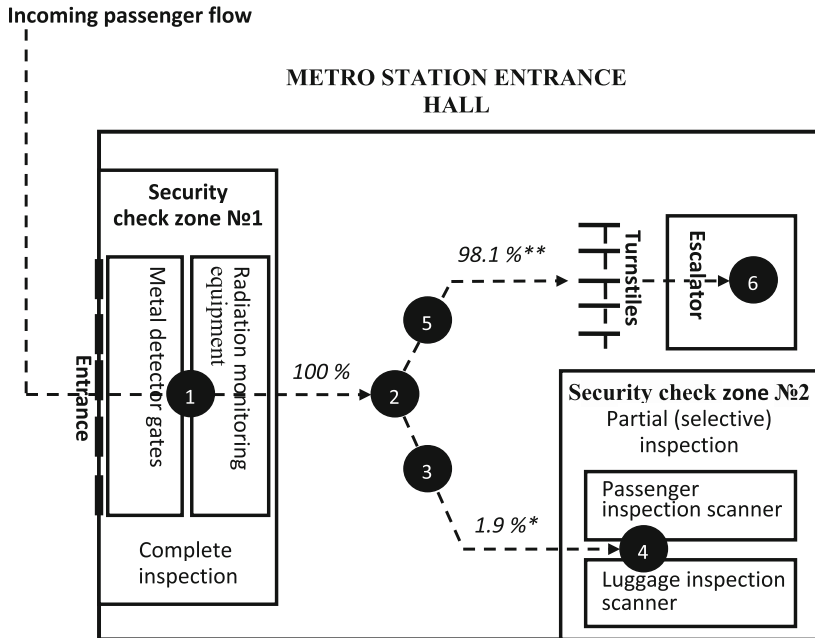 Incoming passenger flow
METRO STATION ENTRANCE
HALL
Security
check zone №1
Entrance
Metal detector gates
Radiation monitoring
equipment
1
Complete
inspection
100 %
2
5
3
98.1 %**
1.9 %*
Turnstiles
Escalator
6
Security check zone №2
Partial (selective)
inspection
Passenger
inspection scanner
4
Luggage inspection
scanner